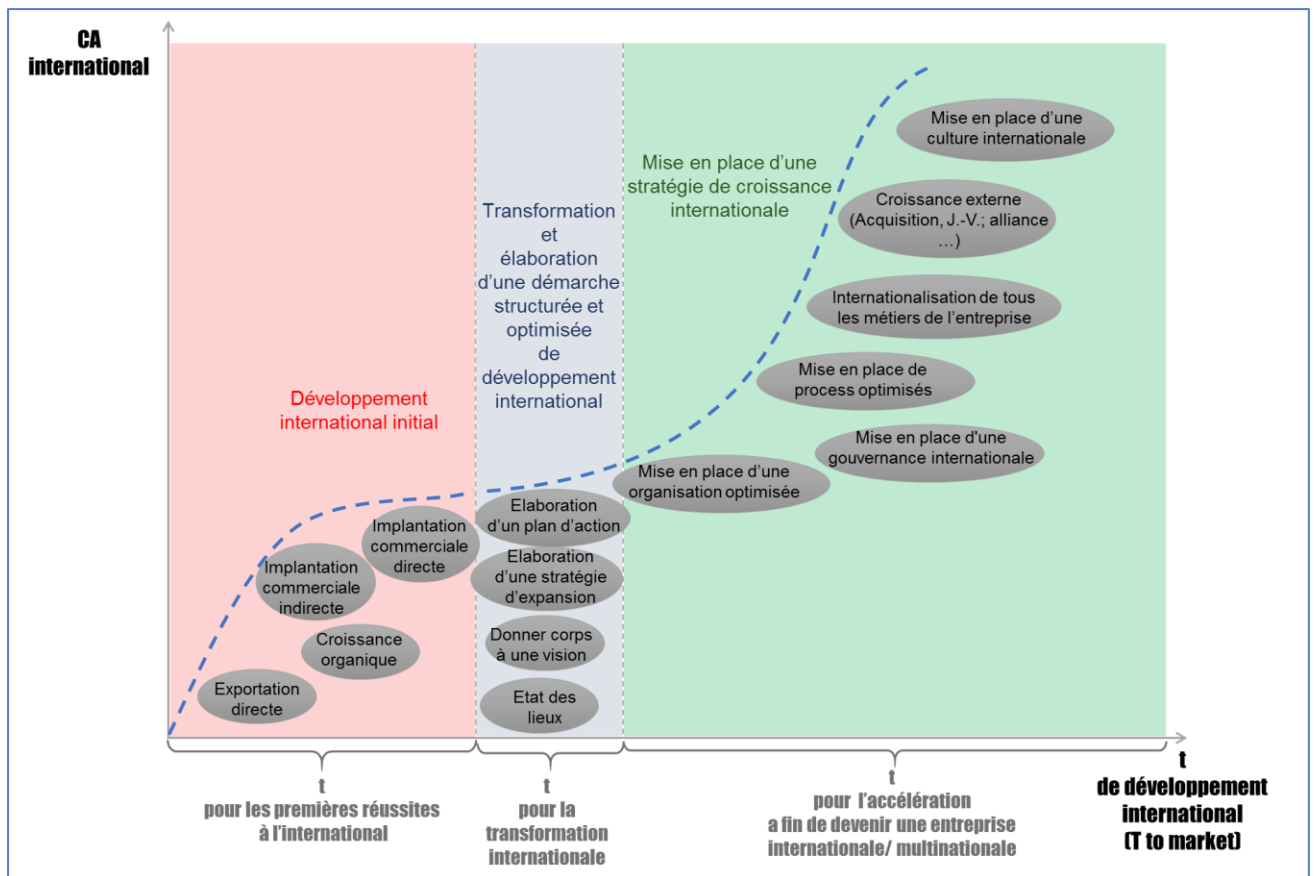 CA
international
Développement
international initial
Exportation
directe
Croissance
organique
Implantation
commerciale
indirecte
Implantation
commerciale
directe
Transformation
et
élaboration
d'une démarche
structurée et
optimisée
de
développement
international
Elaboration
d'un plan d'action
Elaboration
d'une stratégie
d'expansion
Donner corps
à une vision
Etat des
lieux
Mise en place d'une
stratégie de croissance
internationale
Mise en place d'une
culture internationale
Croissance externe
(Acquisition, J.-V.; alliance
…)
Internationalisation de tous
les métiers de l'entreprise
Mise en place de
process optimisés
Mise en place d'une
gouvernance internationale
Mise en place d'une
organisation optimisée
t
pour les premières réussites
à l'international
t
pour la
transformation
internationale
t
pour l'accélération
a fin de devenir une entreprise
internationale/ multinationale
t
de développement
international
(T to market)